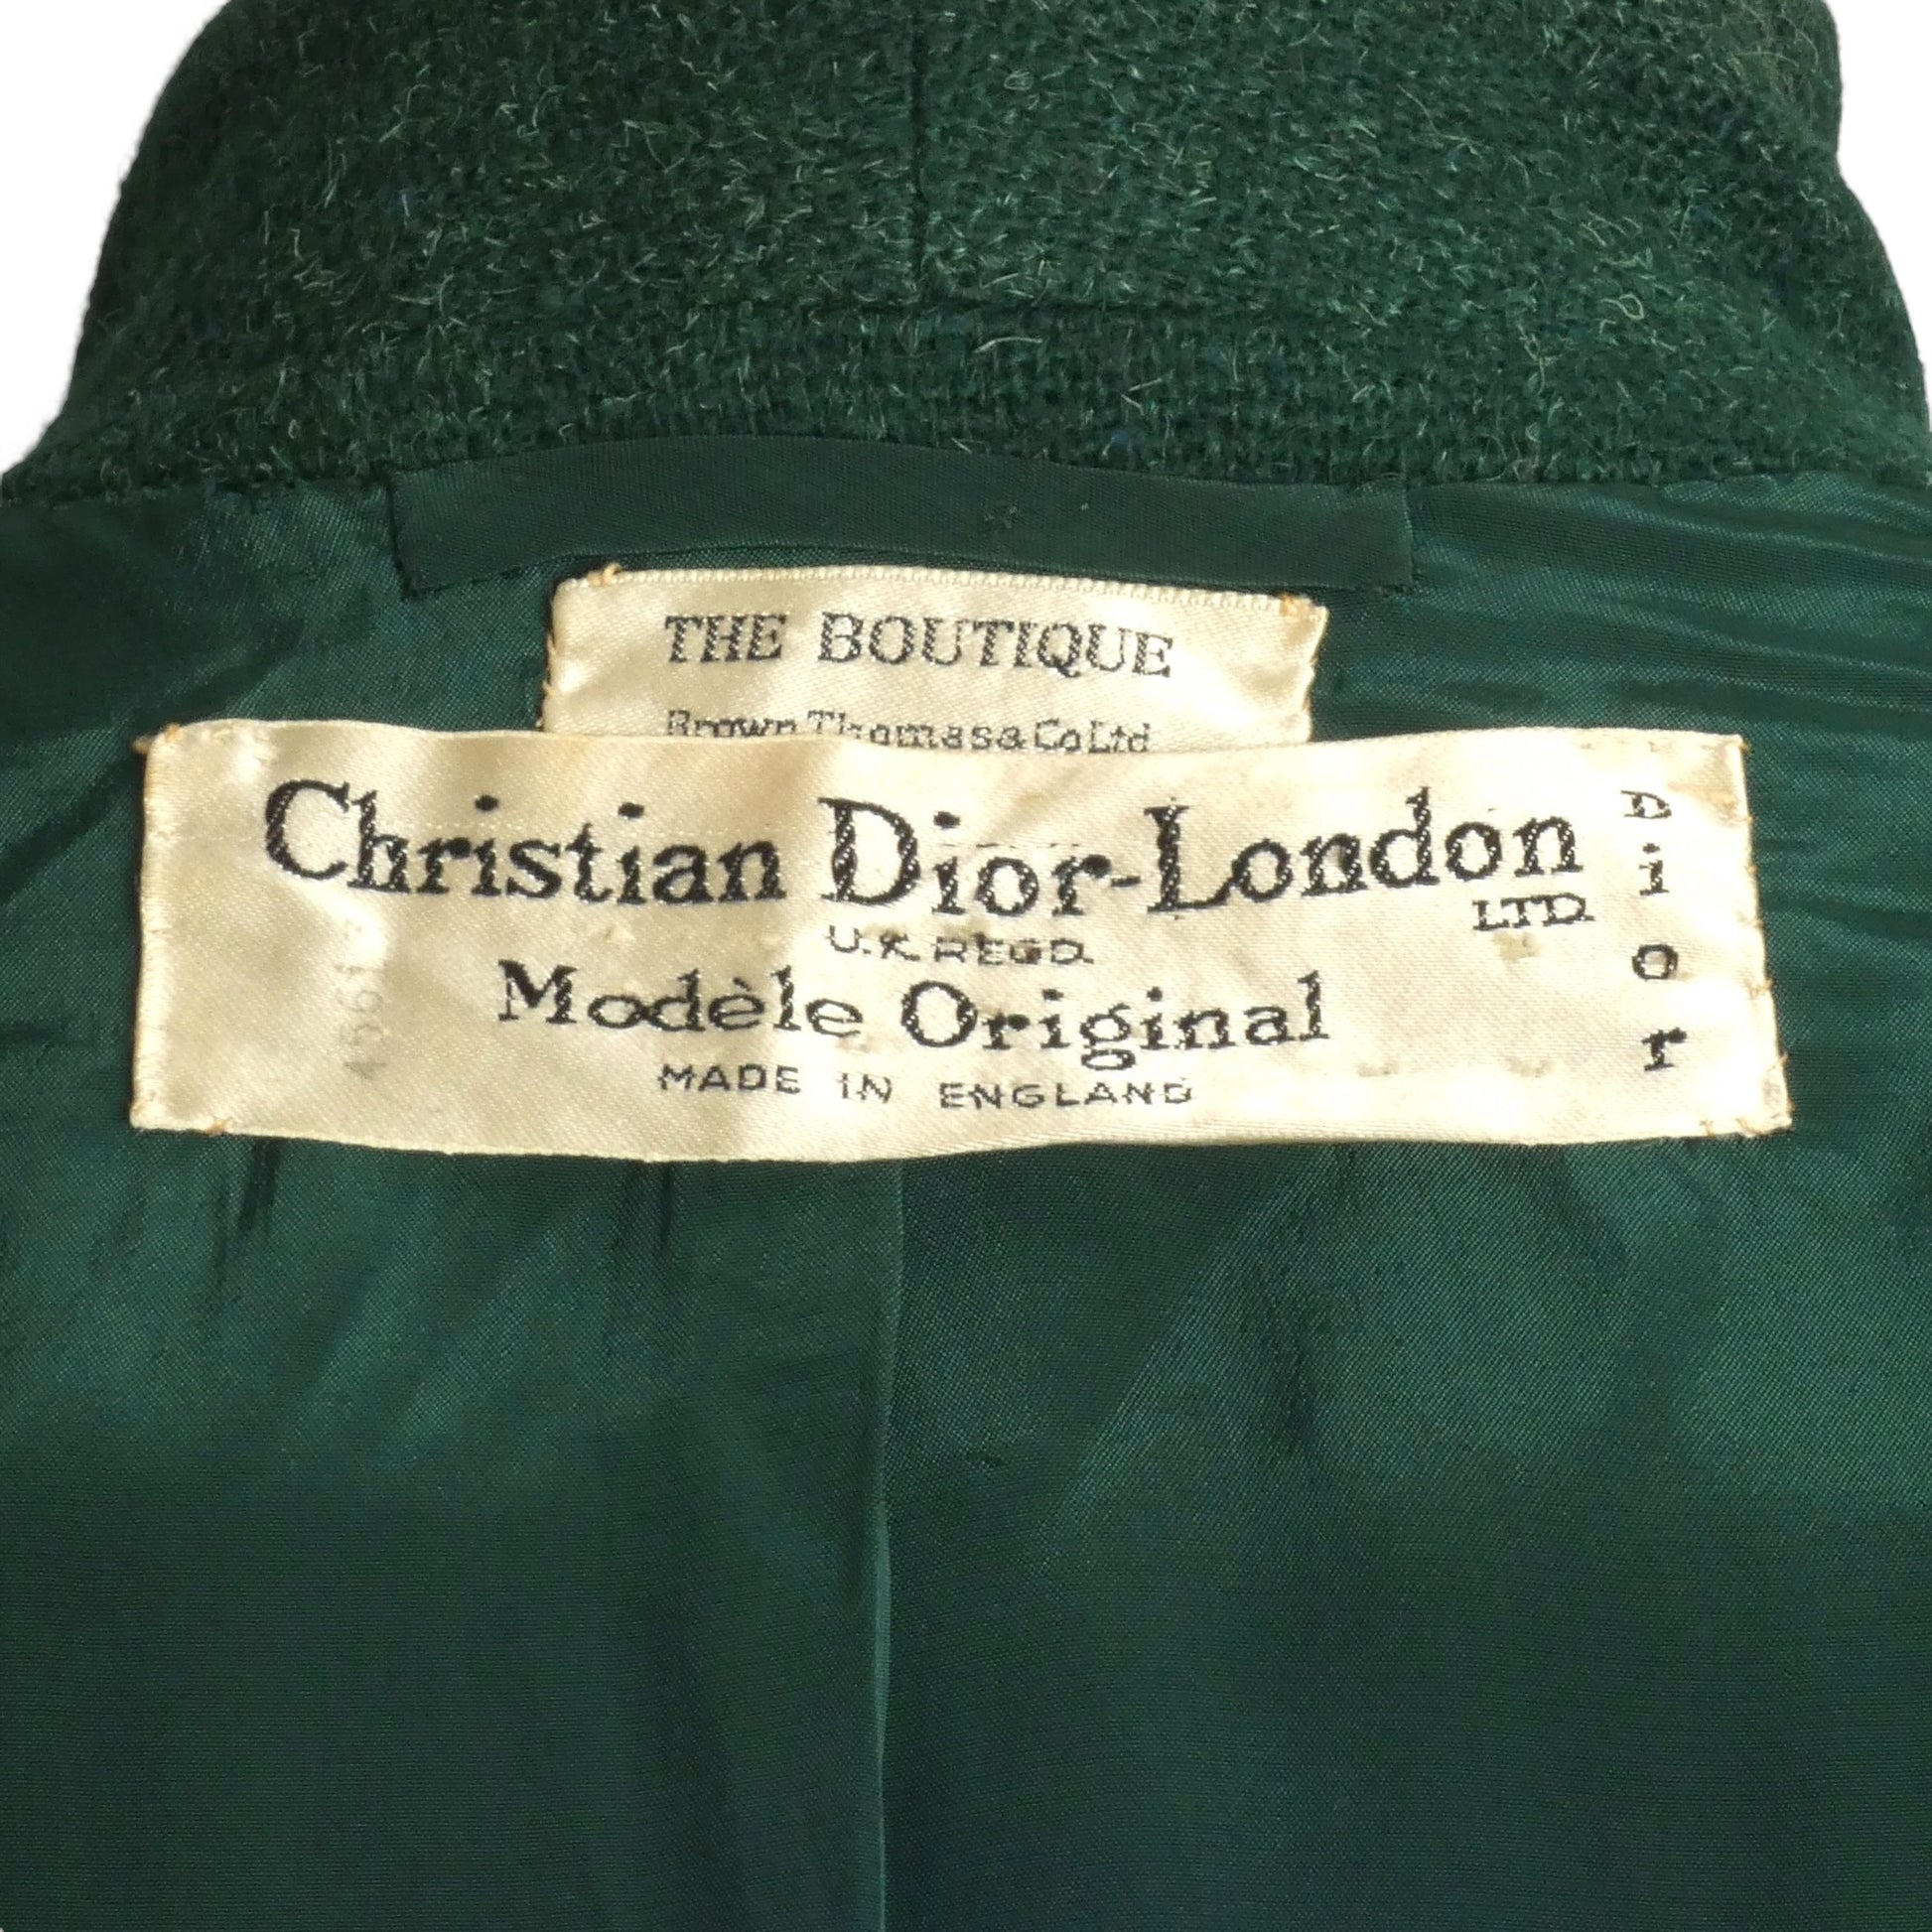 THE BOUTIQUE
Brown Thomas & Co Ltd
Christian Dior-London
LTD.
U.K. REGD.
Modèle Original
MADE IN ENGLAND
Dior